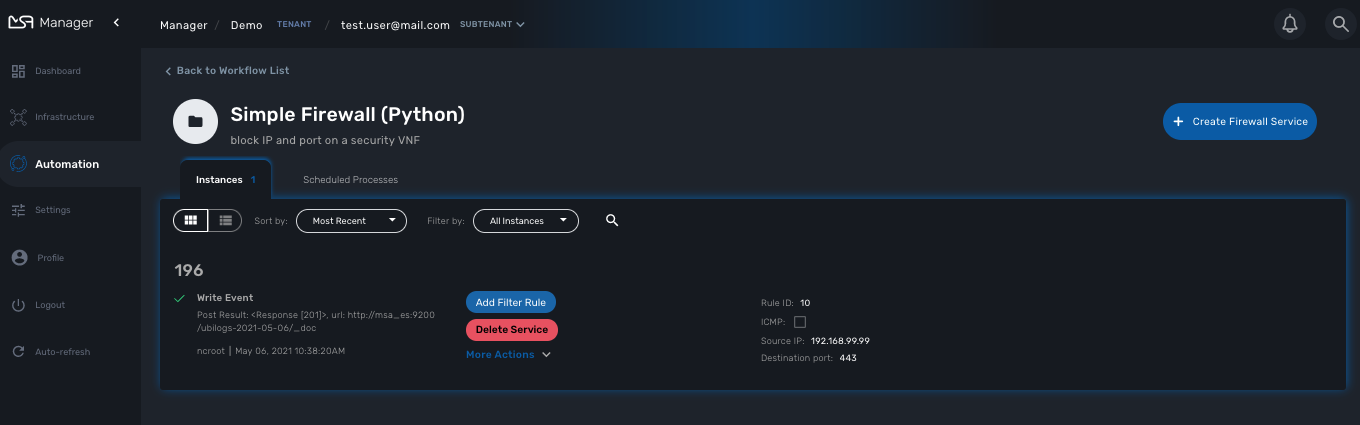 MSA Manager
Manager / Demo TENANT / test.user@mail.com SUBTENANT
Dashboard
Infrastructure
Automation
Settings
Profile
Logout
Auto-refresh
Back to Workflow List
Simple Firewall (Python)
block IP and port on a security VNF
+ Create Firewall Service
Instances 1
Scheduled Processes
Sort by: Most Recent
Filter by: All Instances
196
Write Event
Post Result: <Response [201]>, url: http://msa_es:9200
/ubilogs-2021-05-06/_doc
ncroot | May 06, 2021 10:38:20AM
Add Filter Rule
Delete Service
More Actions
Rule ID: 10
ICMP:
Source IP: 192.168.99.99
Destination port: 443